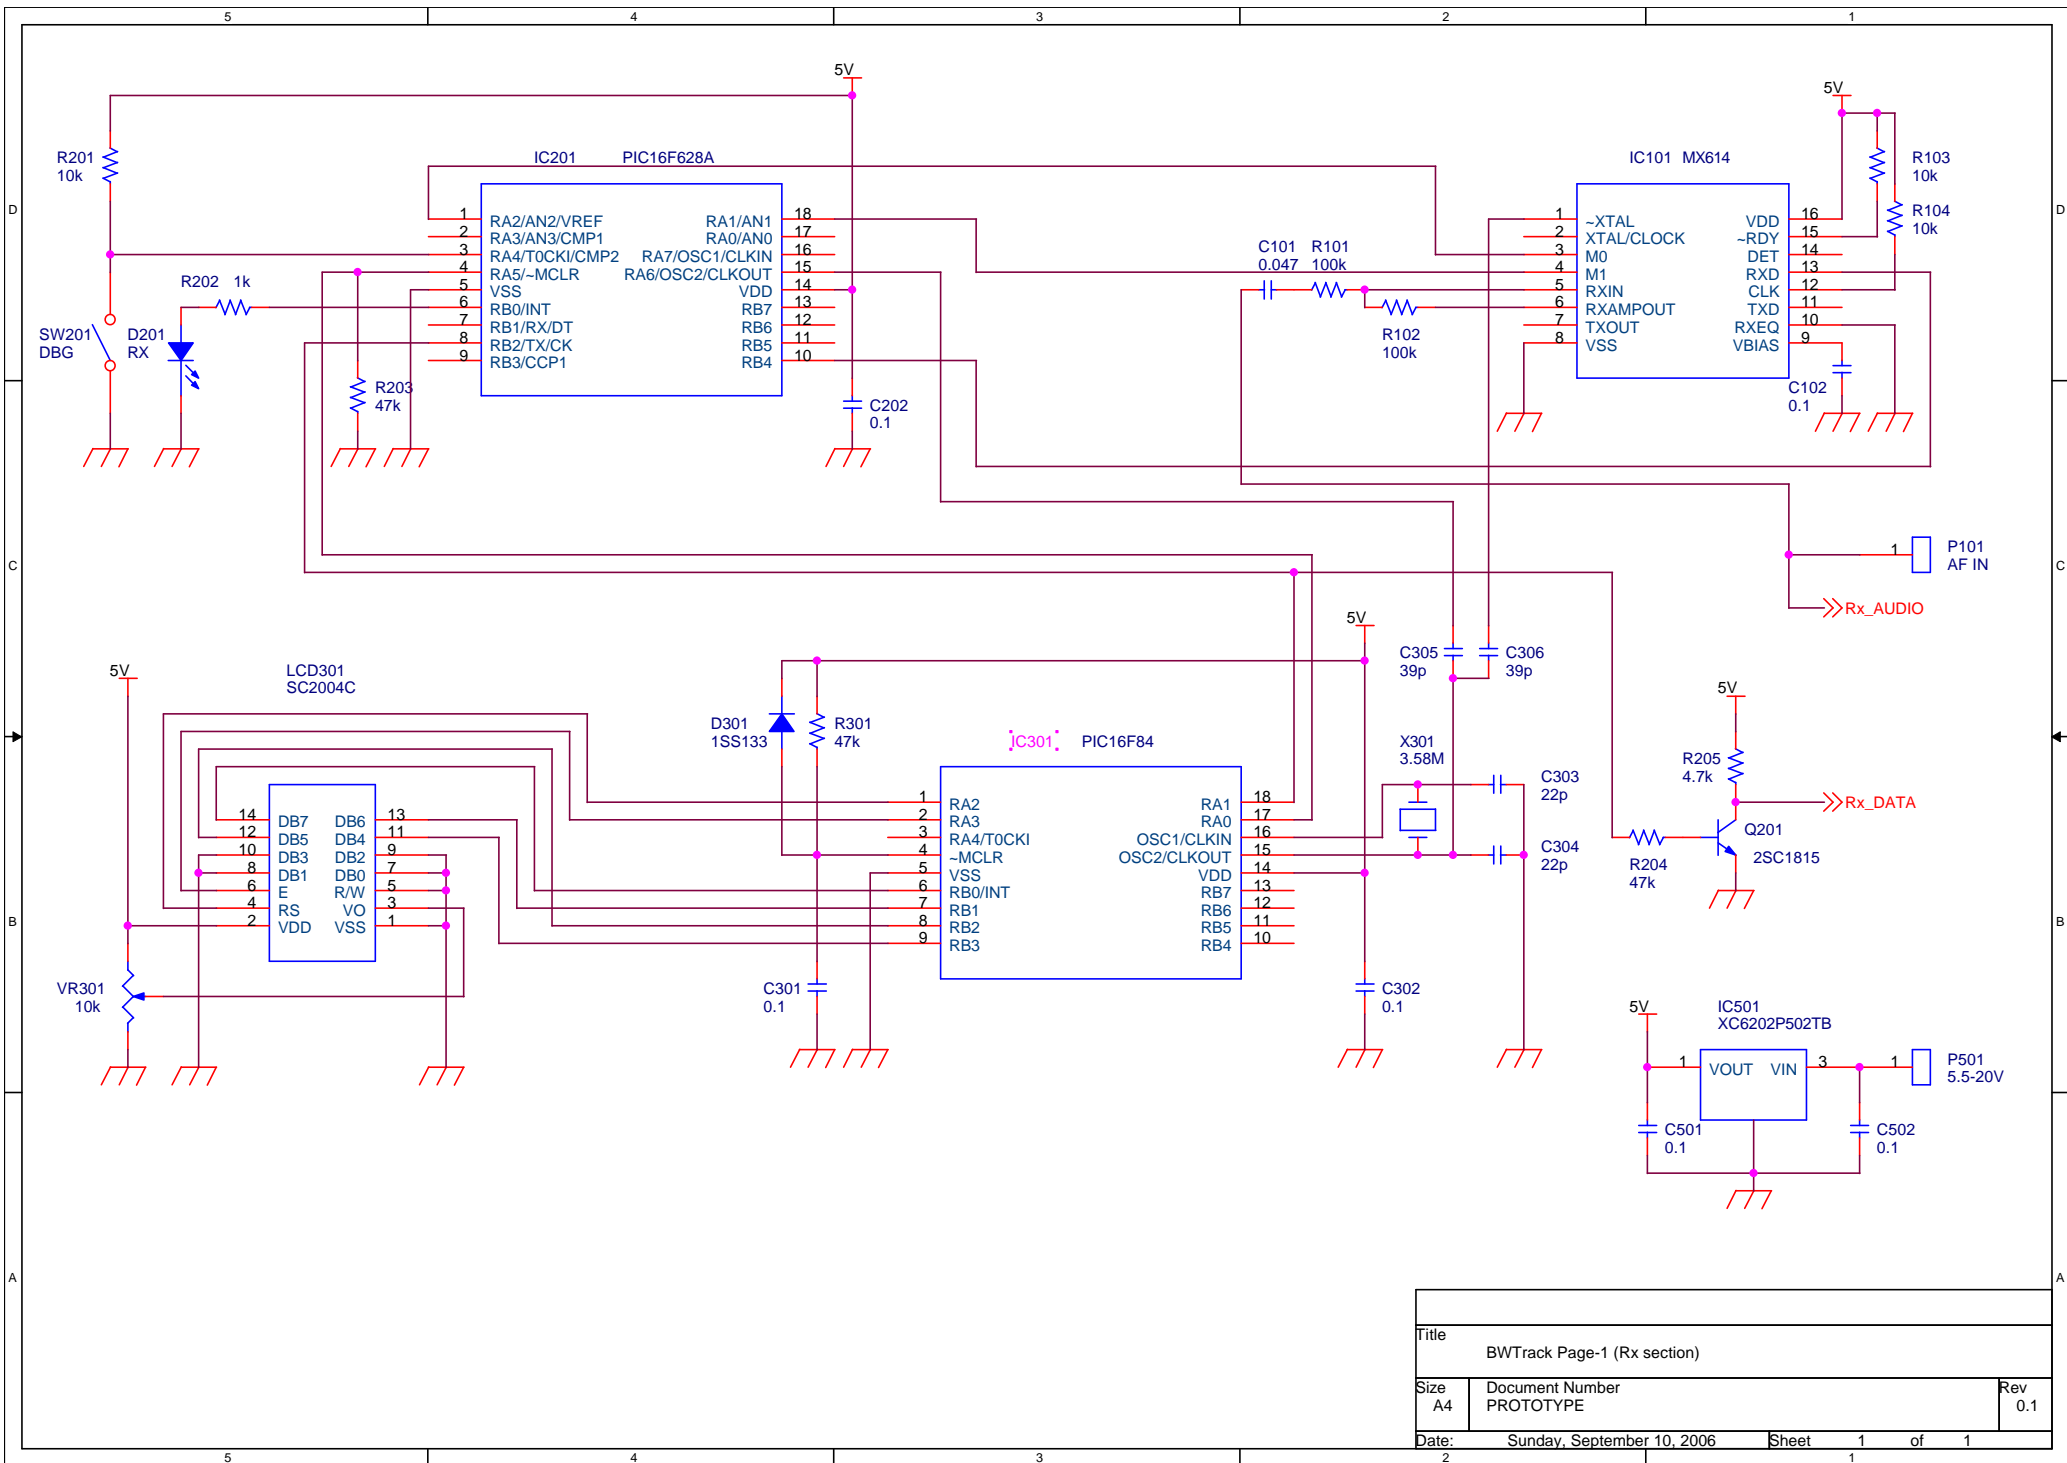 5 4 3 2 1
5V
5V
R201
10k
IC201 PIC16F628A
IC101 MX614
R103
10k
D
D
R104
10k
1 RA2/AN2/VREF RA1/AN1 18
2 RA3/AN3/CMP1 RA0/AN0 17
3 RA4/T0CKI/CMP2 RA7/OSC1/CLKIN 16
4 RA5/~MCLR RA6/OSC2/CLKOUT 15
5 VSS VDD 14
6 RB0/INT RB7 13
7 RB1/RX/DT RB6 12
8 RB2/TX/CK RB5 11
9 RB3/CCP1 RB4 10
1 ~XTAL VDD 16
2 XTAL/CLOCK ~RDY 15
3 M0 DET 14
4 M1 RXD 13
5 RXIN CLK 12
6 RXAMPOUT TXD 11
7 TXOUT RXEQ 10
8 VSS VBIAS 9
C101 R101
0.047 100k
R202 1k
SW201
DBG
D201
RX
R102
100k
R203
47k
C202
0.1
C102
0.1
C
C
1
P101
AF IN
Rx_AUDIO
5V
C305
39p
C306
39p
5V
LCD301
SC2004C
5V
D301
1SS133
R301
47k
IC301 PIC16F84
X301
3.58M
R205
4.7k
C303
22p
Rx_DATA
14 DB7 DB6 13
12 DB5 DB4 11
10 DB3 DB2 9
8 DB1 DB0 7
6 E R/W 5
4 RS VO 3
2 VDD VSS 1
1 RA2 RA1 18
2 RA3 RA0 17
3 RA4/T0CKI OSC1/CLKIN 16
4 ~MCLR OSC2/CLKOUT 15
5 VSS VDD 14
6 RB0/INT RB7 13
7 RB1 RB6 12
8 RB2 RB5 11
9 RB3 RB4 10
C304
22p
Q201
2SC1815
R204
47k
B
B
VR301
10k
C301
0.1
C302
0.1
5V
IC501
XC6202P502TB
1 VOUT VIN 3
1
P501
5.5-20V
C501
0.1
C502
0.1
A
A
Title
BWTrack Page-1 (Rx section)
Size
A4
Document Number
PROTOTYPE
Rev
0.1
Date: Sunday, September 10, 2006 Sheet 1 of 1
5 4 3 2 1